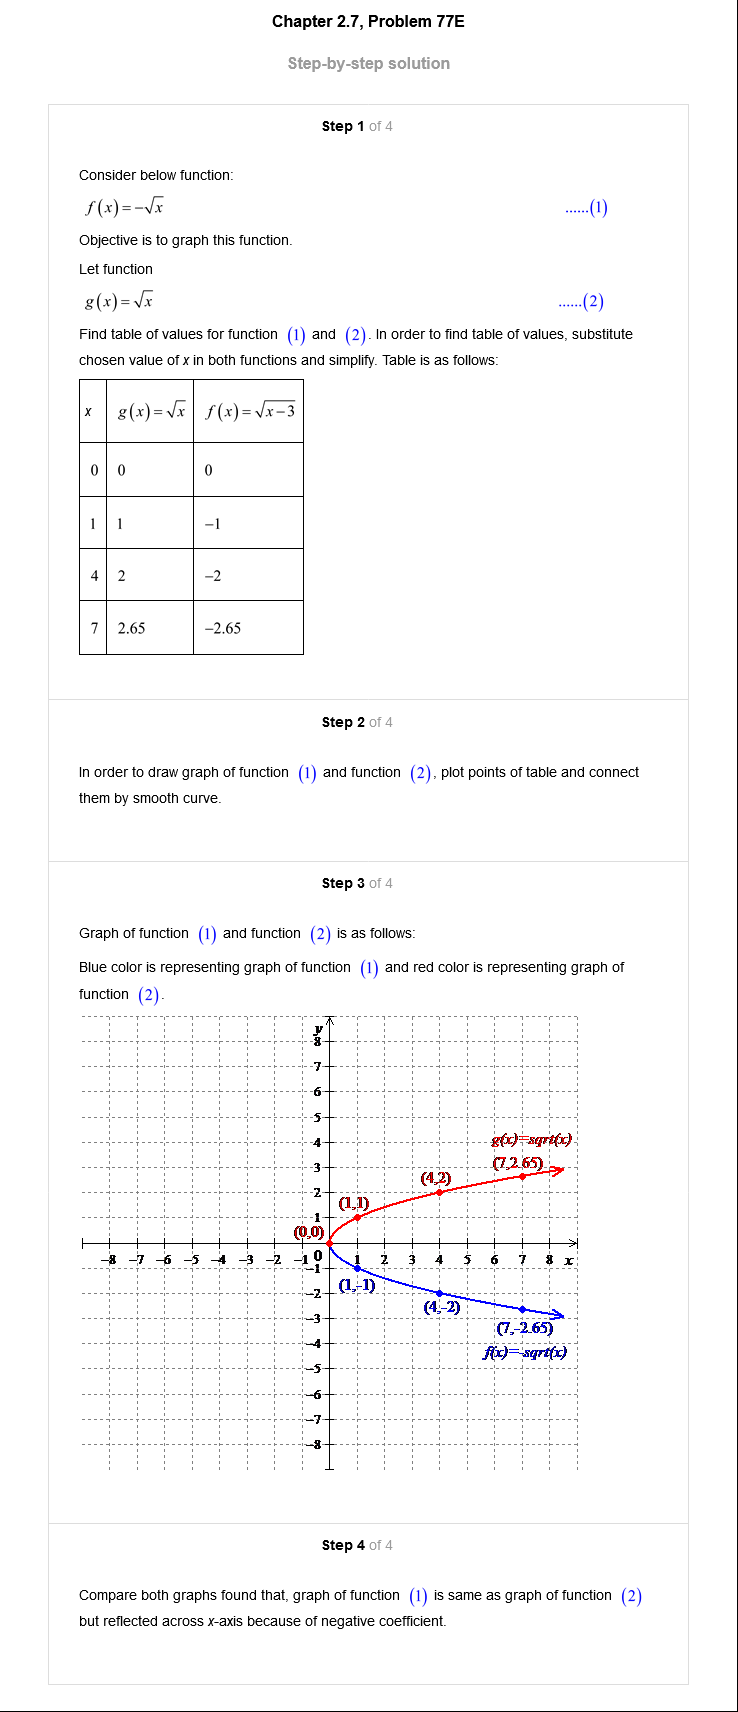 Chapter 2.7, Problem 77E
Step-by-step solution
Step 1 of 4
Consider below function:
f(x)=−√x ......(1)
Objective is to graph this function.
Let function
g(x)=√x ......(2)
Find table of values for function (1) and (2). In order to find table of values, substitute
chosen value of x in both functions and simplify. Table is as follows:
x g(x)=√x f(x)=√x−3
0 0 0
1 1 −1
4 2 −2
7 2.65 −2.65
Step 2 of 4
In order to draw graph of function (1) and function (2), plot points of table and connect
them by smooth curve.
Step 3 of 4
Graph of function (1) and function (2) is as follows:
Blue color is representing graph of function (1) and red color is representing graph of
function (2).
y
8
7
6
5
4
g(x)=sqrt(x)
3
(7,2.65)
(4,2)
2
(1,1)
1
(0,0)
0
-8 -7 -6 -5 -4 -3 -2 -1 1 2 3 4 5 6 7 8 x
-1
(1,-1)
-2
(4,-2)
-3
(7,-2.65)
-4
f(x)=-sqrt(x)
-5
-6
-7
-8
Step 4 of 4
Compare both graphs found that, graph of function (1) is same as graph of function (2)
but reflected across x-axis because of negative coefficient.